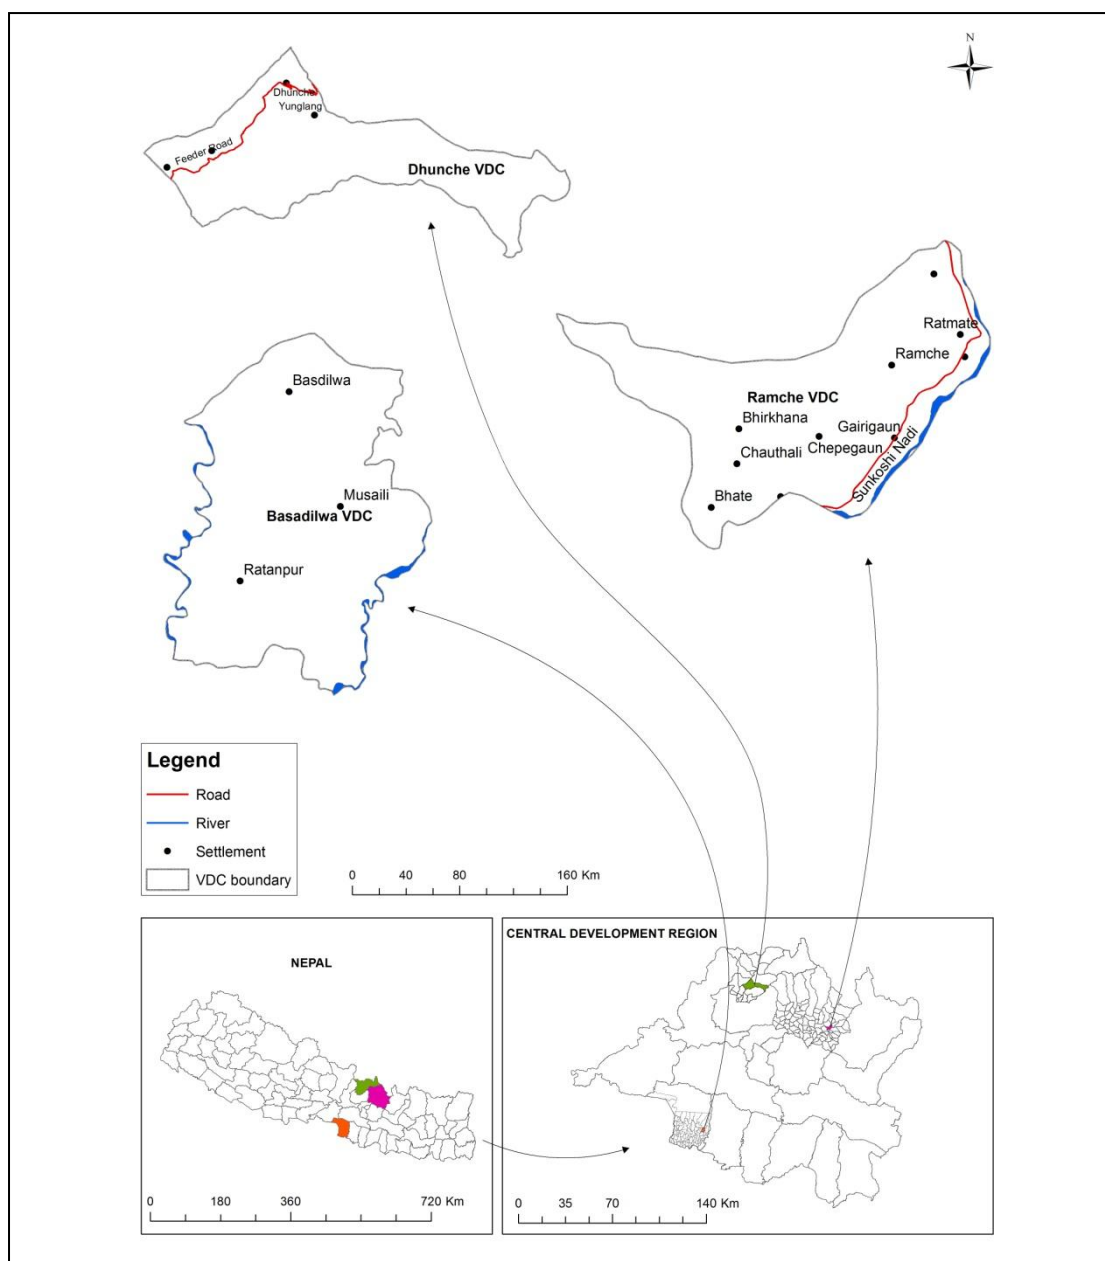 N
Dhunche
Yunglang
Feeder Road
Dhunche VDC
Ratmate
Ramche
Ramche VDC
Bhirkhana
Gairigaun
Chepegaun
Chauthali
Sunkoshi Nadi
Bhate
Basdilwa
Musaili
Basadilwa VDC
Ratanpur
Legend
Road
River
Settlement
VDC boundary
0 40 80 160 Km
NEPAL
0 180 360 720 Km
CENTRAL DEVELOPMENT REGION
0 35 70 140 Km